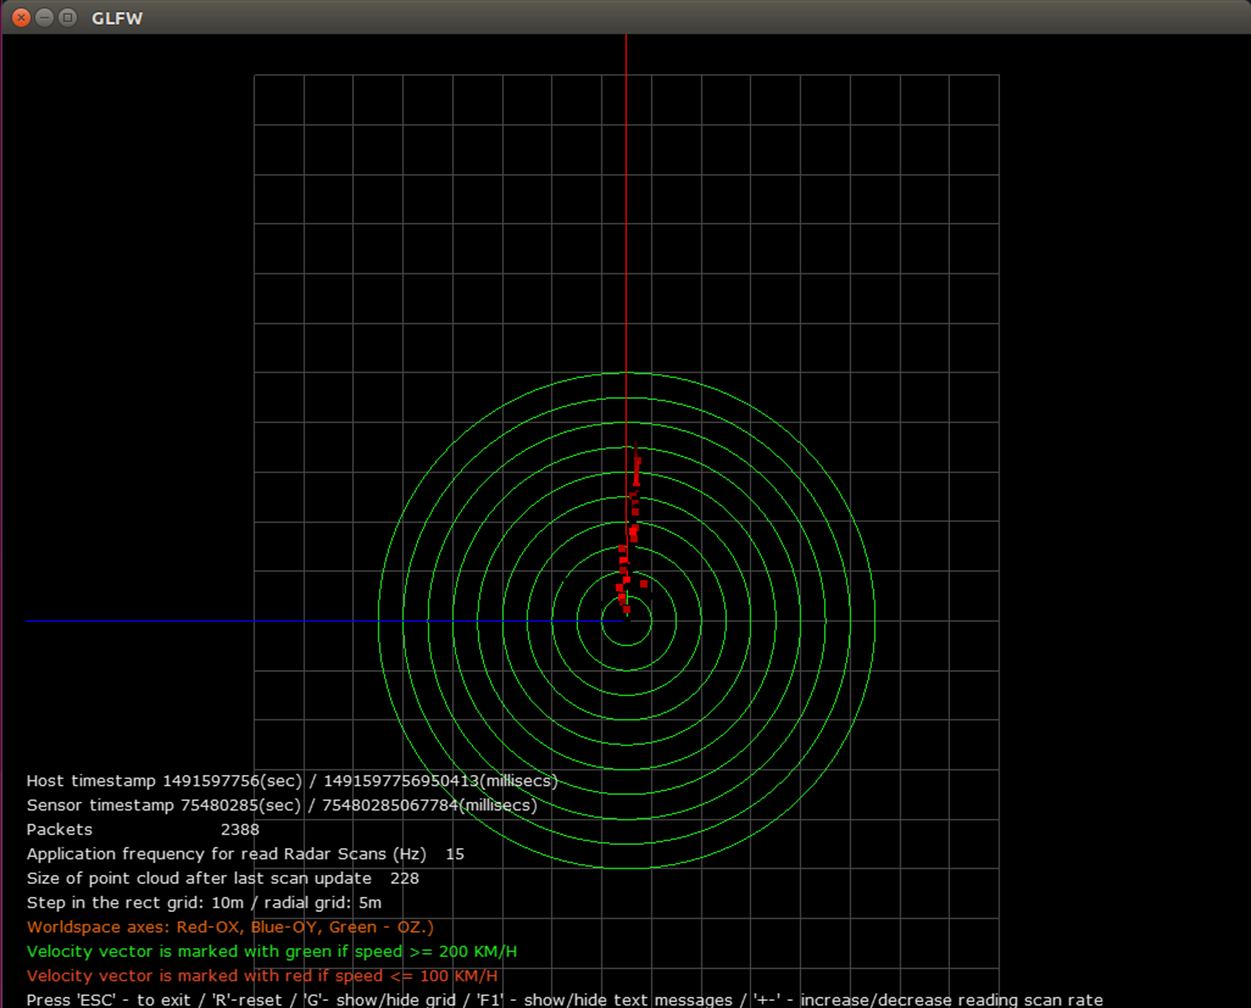 GLFW
Host timestamp 1491597756(sec) / 1491597756950413(millisecs)
Sensor timestamp 75480285(sec) / 75480285067784(millisecs)
Packets 2388
Application frequency for read Radar Scans (Hz) 15
Size of point cloud after last scan update 228
Step in the rect grid: 10m / radial grid: 5m
Worldspace axes: Red-OX, Blue-OY, Green - OZ.)
Velocity vector is marked with green if speed >= 200 KM/H
Velocity vector is marked with red if speed <= 100 KM/H
Press 'ESC' - to exit / 'R'-reset / 'G'- show/hide grid / 'F1' - show/hide text messages / '+-' - increase/decrease reading scan rate